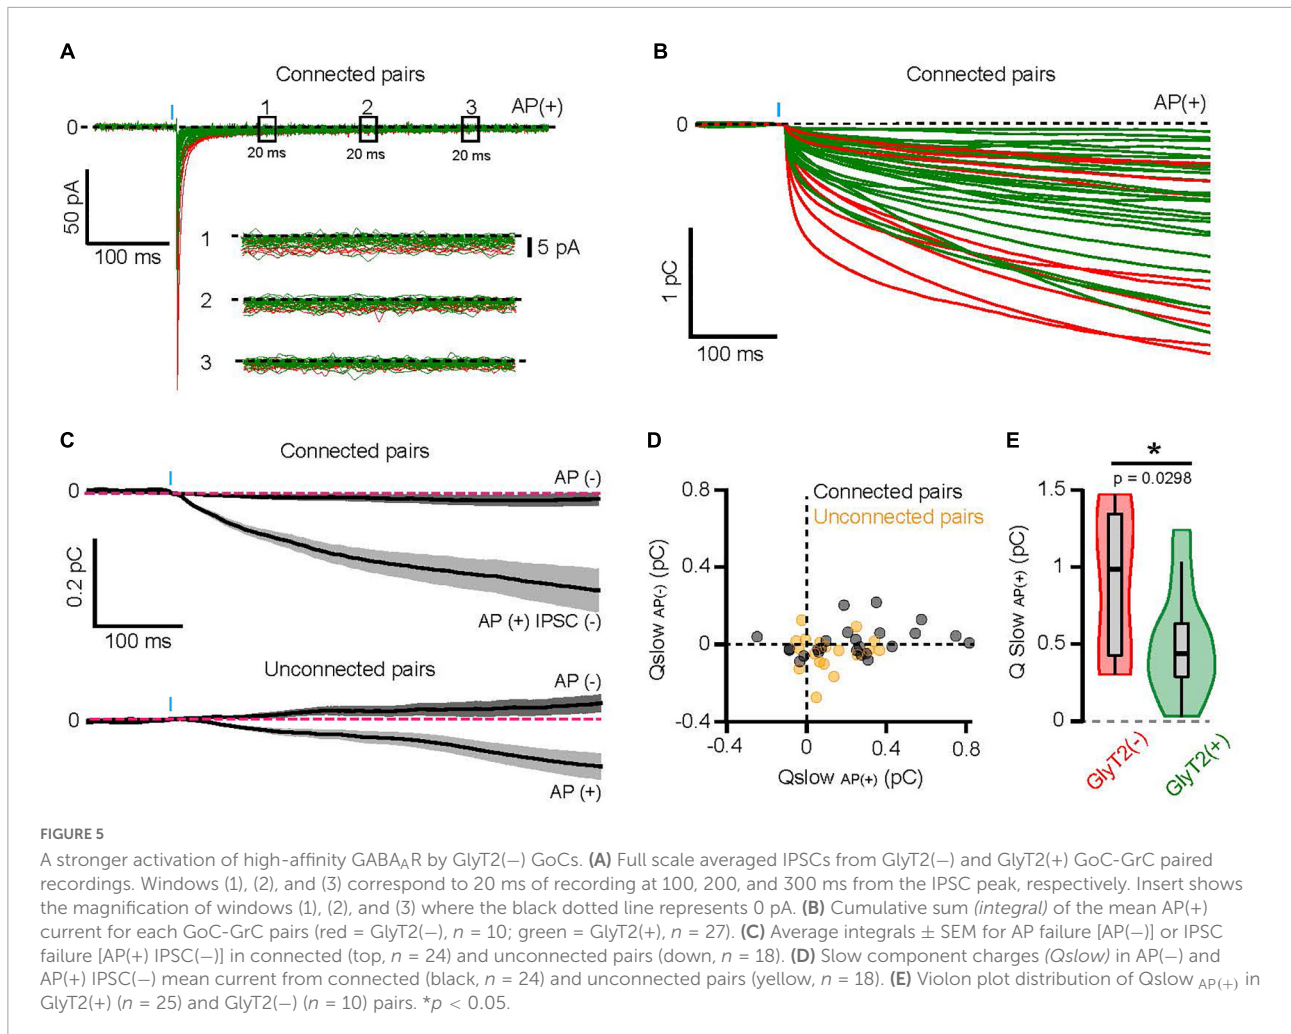 A
Connected pairs
1 2 3 AP(+)
0
20 ms 20 ms 20 ms
50 pA
100 ms
1
5 pA
2
3
B
Connected pairs
AP(+)
0
1 pC
100 ms
C
Connected pairs
AP (-)
0
0.2 pC
100 ms
AP (+) IPSC (-)
Unconnected pairs
AP (-)
0
AP (+)
D
0.8
Connected pairs
Unconnected pairs
0.4
Qslow AP(-) (pC)
0
-0.4
-0.4 0 0.4 0.8
Qslow AP(+) (pC)
E
*
p = 0.0298
1.5
1
Q Slow AP(+) (pC)
0.5
0
GlyT2(-)
GlyT2(+)
FIGURE 5
A stronger activation of high-affinity GABAAR by GlyT2(−) GoCs. (A) Full scale averaged IPSCs from GlyT2(−) and GlyT2(+) GoC-GrC paired
recordings. Windows (1), (2), and (3) correspond to 20 ms of recording at 100, 200, and 300 ms from the IPSC peak, respectively. Insert shows
the magnification of windows (1), (2), and (3) where the black dotted line represents 0 pA. (B) Cumulative sum (integral) of the mean AP(+)
current for each GoC-GrC pairs (red = GlyT2(−), n = 10; green = GlyT2(+), n = 27). (C) Average integrals ± SEM for AP failure [AP(−)] or IPSC
failure [AP(+) IPSC(−)] in connected (top, n = 24) and unconnected pairs (down, n = 18). (D) Slow component charges (Qslow) in AP(−) and
AP(+) IPSC(−) mean current from connected (black, n = 24) and unconnected pairs (yellow, n = 18). (E) Violon plot distribution of Qslow AP(+) in
GlyT2(+) (n = 25) and GlyT2(−) (n = 10) pairs. *p < 0.05.